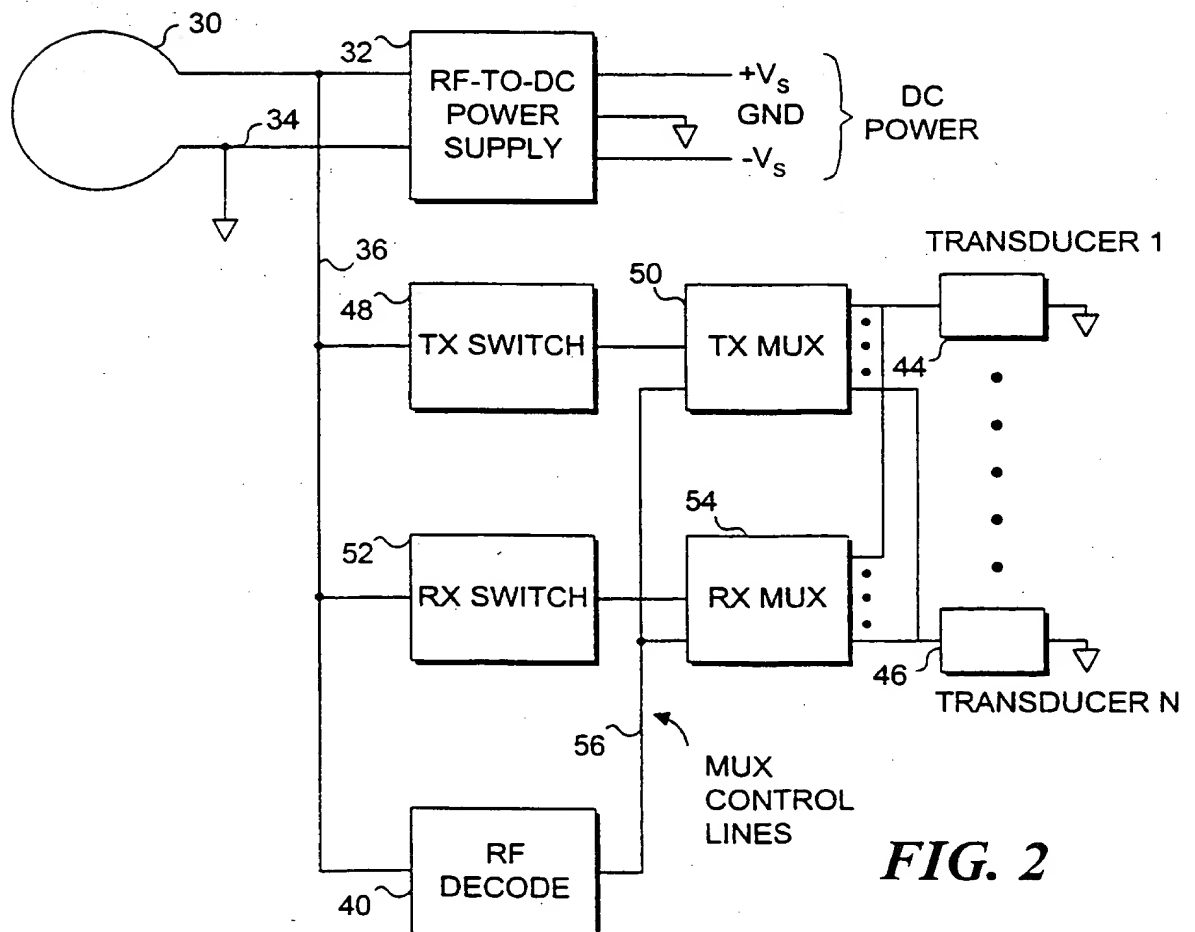 30
32
RF-TO-DC
POWER
SUPPLY
+Vs
GND
-Vs
DC
POWER
34
36
TRANSDUCER 1
48
TX SWITCH
50
TX MUX
44
52
RX SWITCH
54
RX MUX
46
TRANSDUCER N
56
MUX
CONTROL
LINES
40
RF
DECODE
FIG. 2